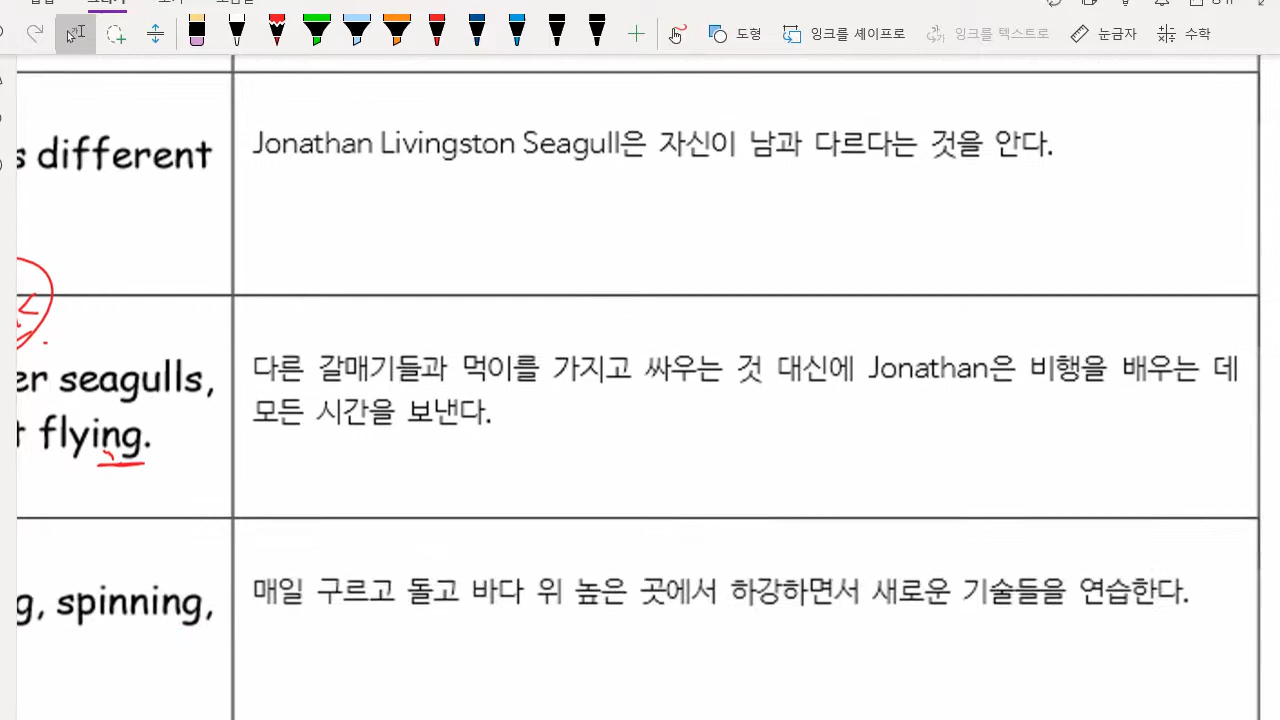 도형
잉크를 셰이프로
잉크를 텍스트로
눈금자
수학
s different
Jonathan Livingston Seagull은 자신이 남과 다르다는 것을 안다.
er seagulls,
flying.
다른 갈매기들과 먹이를 가지고 싸우는 것 대신에 Jonathan은 비행을 배우는 데
모든 시간을 보낸다.
g, spinning,
매일 구르고 돌고 바다 위 높은 곳에서 하강하면서 새로운 기술들을 연습한다.